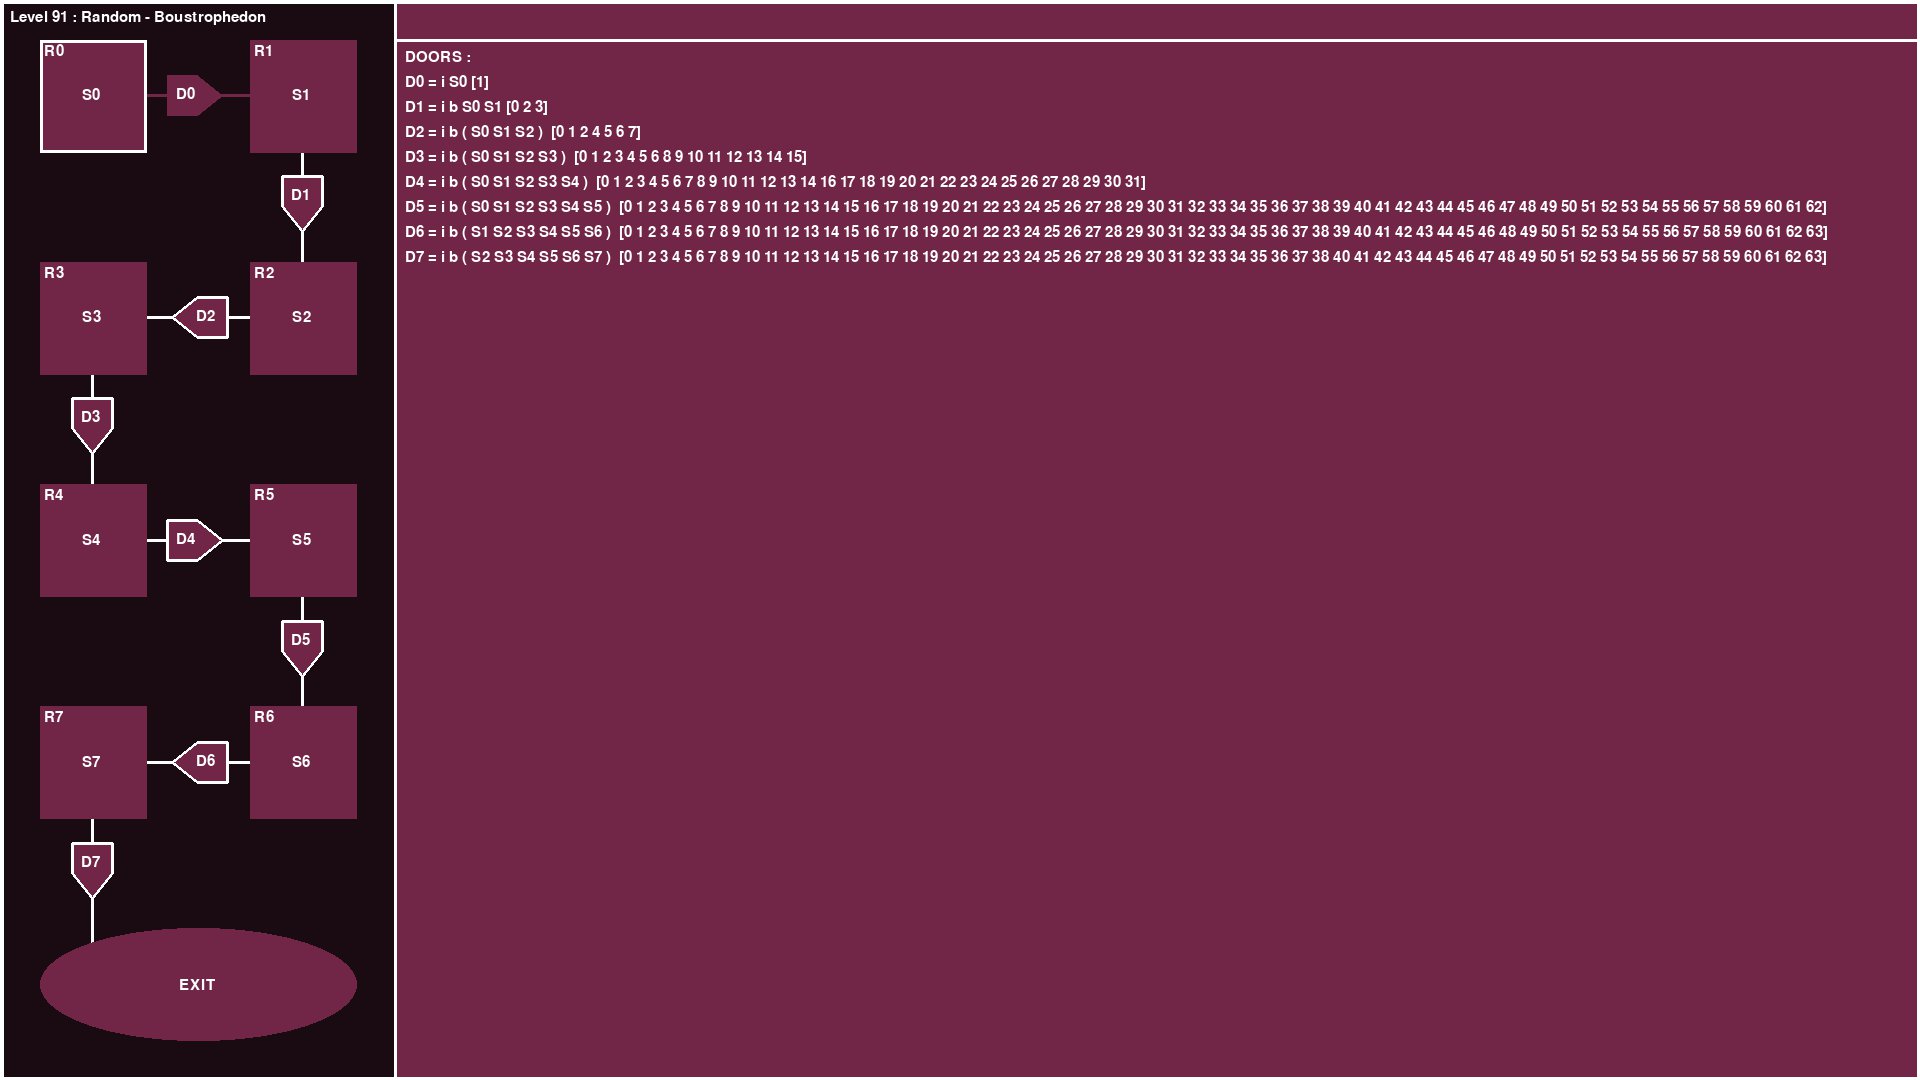 Level 91 : Random - Boustrophedon
R0
S0
D0
R1
S1
D1
R3
S3
D2
R2
S2
D3
R4
S4
D4
R5
S5
D5
R7
S7
D6
R6
S6
D7
EXIT
DOORS :
D0 = i S0 [1]
D1 = i b S0 S1 [0 2 3]
D2 = i b ( S0 S1 S2 ) [0 1 2 4 5 6 7]
D3 = i b ( S0 S1 S2 S3 ) [0 1 2 3 4 5 6 8 9 10 11 12 13 14 15]
D4 = i b ( S0 S1 S2 S3 S4 ) [0 1 2 3 4 5 6 7 8 9 10 11 12 13 14 16 17 18 19 20 21 22 23 24 25 26 27 28 29 30 31]
D5 = i b ( S0 S1 S2 S3 S4 S5 ) [0 1 2 3 4 5 6 7 8 9 10 11 12 13 14 15 16 17 18 19 20 21 22 23 24 25 26 27 28 29 30 31 32 33 34 35 36 37 38 39 40 41 42 43 44 45 46 47 48 49 50 51 52 53 54 55 56 57 58 59 60 61 62]
D6 = i b ( S1 S2 S3 S4 S5 S6 ) [0 1 2 3 4 5 6 7 8 9 10 11 12 13 14 15 16 17 18 19 20 21 22 23 24 25 26 27 28 29 30 31 32 33 34 35 36 37 38 39 40 41 42 43 44 45 46 48 49 50 51 52 53 54 55 56 57 58 59 60 61 62 63]
D7 = i b ( S2 S3 S4 S5 S6 S7 ) [0 1 2 3 4 5 6 7 8 9 10 11 12 13 14 15 16 17 18 19 20 21 22 23 24 25 26 27 28 29 30 31 32 33 34 35 36 37 38 40 41 42 43 44 45 46 47 48 49 50 51 52 53 54 55 56 57 58 59 60 61 62 63]